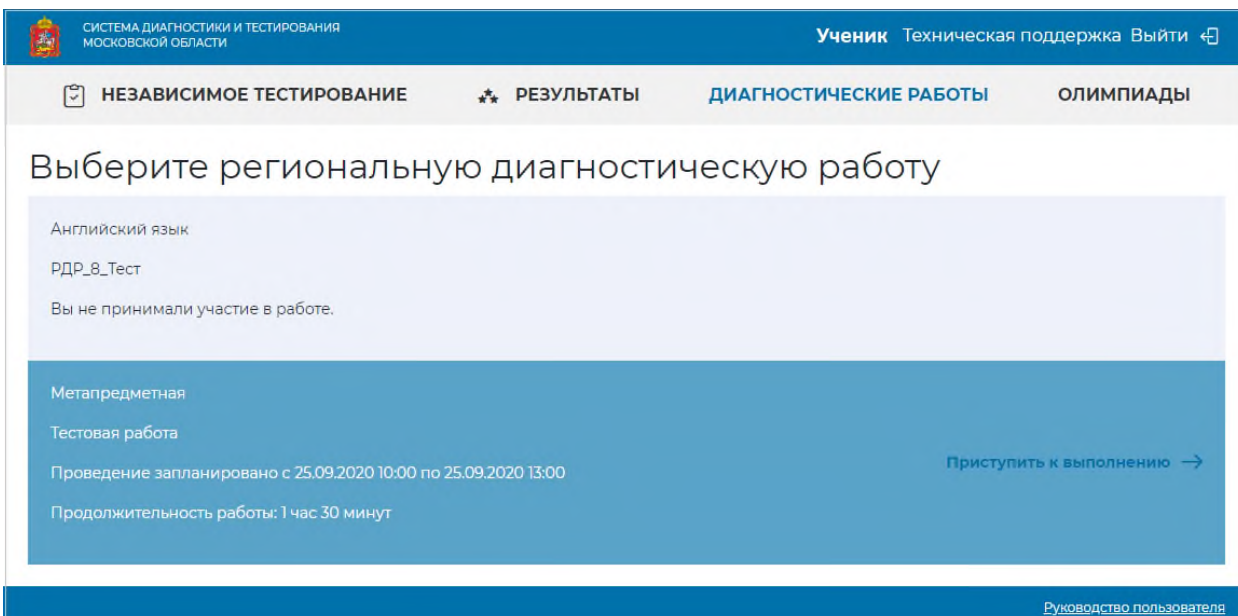 СИСТЕМА ДИАГНОСТИКИ И ТЕСТИРОВАНИЯ
МОСКОВСКОЙ ОБЛАСТИ
Ученик Техническая поддержка Выйти
НЕЗАВИСИМОЕ ТЕСТИРОВАНИЕ РЕЗУЛЬТАТЫ ДИАГНОСТИЧЕСКИЕ РАБОТЫ ОЛИМПИАДЫ
Выберите региональную диагностическую работу
Английский язык
РДР_8_Тест
Вы не принимали участие в работе.
Метапредметная
Тестовая работа
Проведение запланировано с 25.09.2020 10:00 по 25.09.2020 13:00
Приступить к выполнению →
Продолжительность работы: 1 час 30 минут
Руководство пользователя